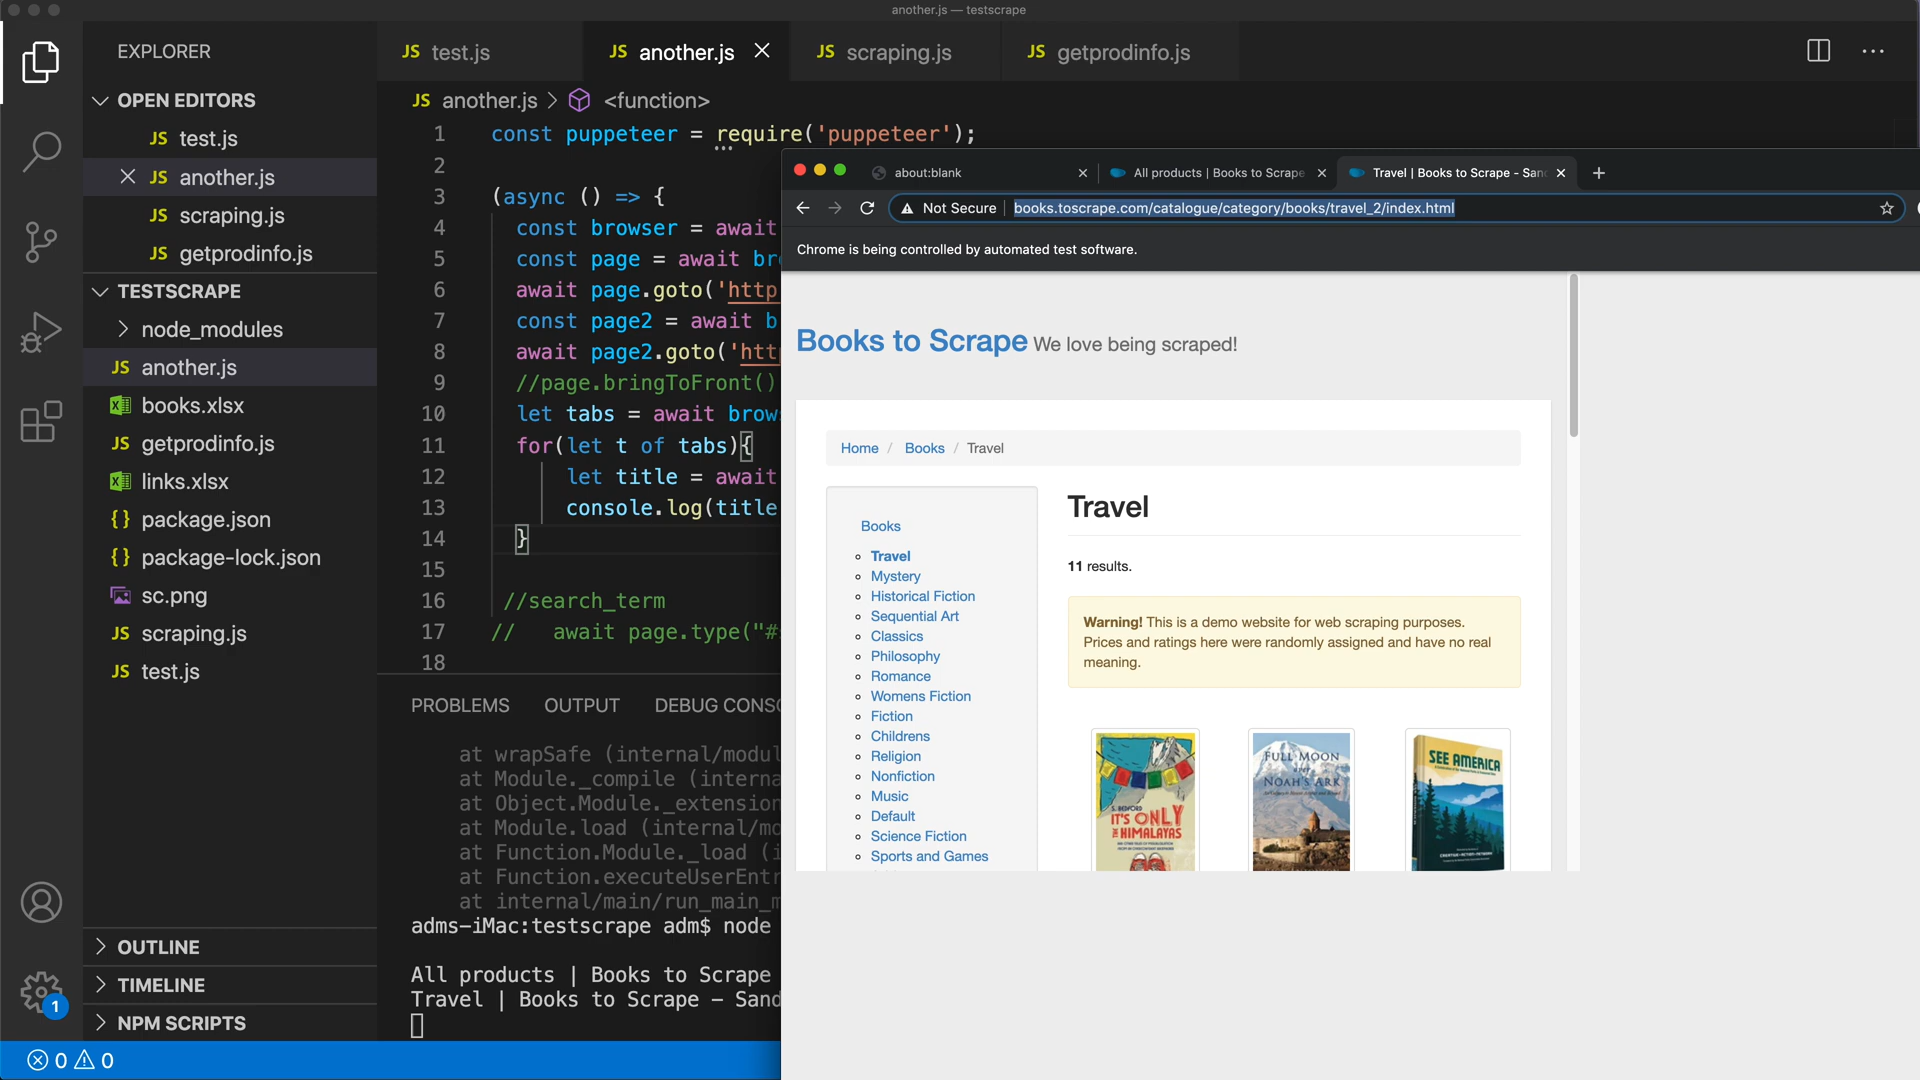 another.js — testscrape
EXPLORER
OPEN EDITORS
JS test.js
JS another.js
JS scraping.js
JS getprodinfo.js
TESTSCRAPE
node_modules
JS another.js
books.xlsx
JS getprodinfo.js
links.xlsx
{} package.json
{} package-lock.json
sc.png
JS scraping.js
JS test.js
OUTLINE
TIMELINE
NPM SCRIPTS
1
0 0
JS test.js JS another.js JS scraping.js JS getprodinfo.js
JS another.js > <function>
1 const puppeteer = require('puppeteer');
2
3 (async () => {
4 const browser = await
5 const page = await bro
6 await page.goto('http
7 const page2 = await b
8 await page2.goto('htt
9 //page.bringToFront()
10 let tabs = await brows
11 for(let t of tabs){
12 let title = await
13 console.log(title
14 }
15
16 //search_term
17 // await page.type("#
18
PROBLEMS OUTPUT DEBUG CONSO
at wrapSafe (internal/modul
at Module._compile (interna
at Object.Module._extension
at Module.load (internal/mo
at Function.Module._load (i
at Function.executeUserEntr
at internal/main/run_main_m
adms-iMac:testscrape adm$ node
All products | Books to Scrape
Travel | Books to Scrape - Sand
about:blank All products | Books to Scrape Travel | Books to Scrape - San
Not Secure books.toscrape.com/catalogue/category/books/travel_2/index.html
Chrome is being controlled by automated test software.
Books to Scrape We love being scraped!
Home / Books / Travel
Books
Travel
Mystery
Historical Fiction
Sequential Art
Classics
Philosophy
Romance
Womens Fiction
Fiction
Childrens
Religion
Nonfiction
Music
Default
Science Fiction
Sports and Games
Travel
11 results.
Warning! This is a demo website for web scraping purposes.
Prices and ratings here were randomly assigned and have no real
meaning.
IT'S ONLY
THE HIMALAYAS
FULL MOON
OVER
NOAH'S ARK
SEE AMERICA